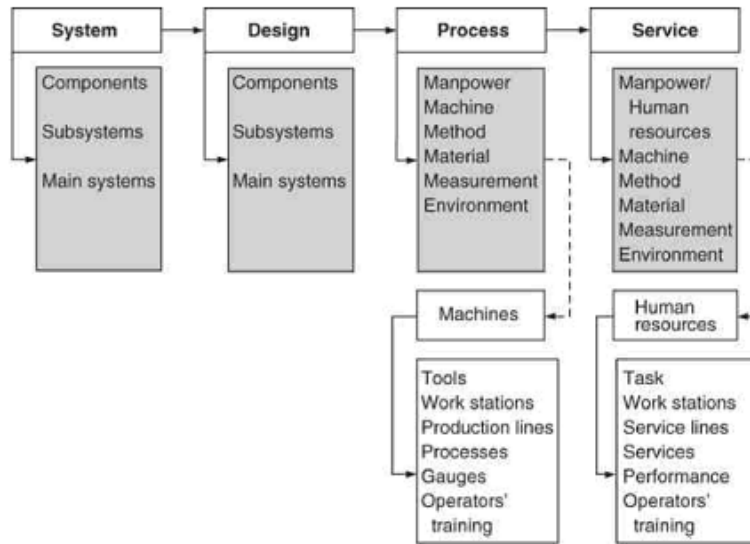 System
Design
Process
Service
Components
Subsystems
Main systems
Components
Subsystems
Main systems
Manpower
Machine
Method
Material
Measurement
Environment
Manpower/
Human
resources
Machine
Method
Material
Measurement
Environment
Machines
Human
resources
Tools
Work stations
Production lines
Processes
Gauges
Operators'
training
Task
Work stations
Service lines
Services
Performance
Operators'
training